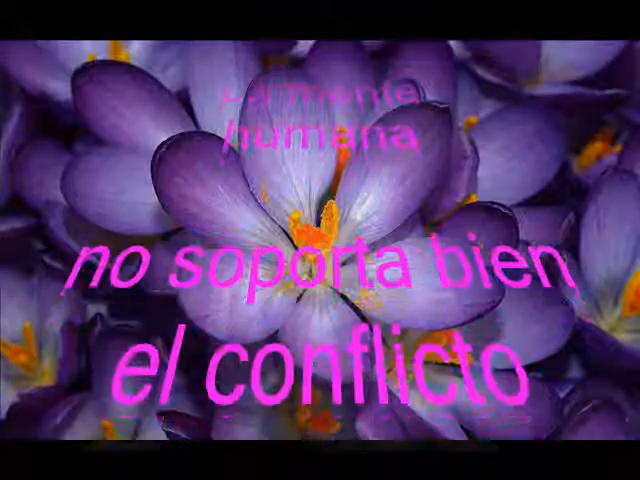 La mente
humana
no soporta bien
el conflicto